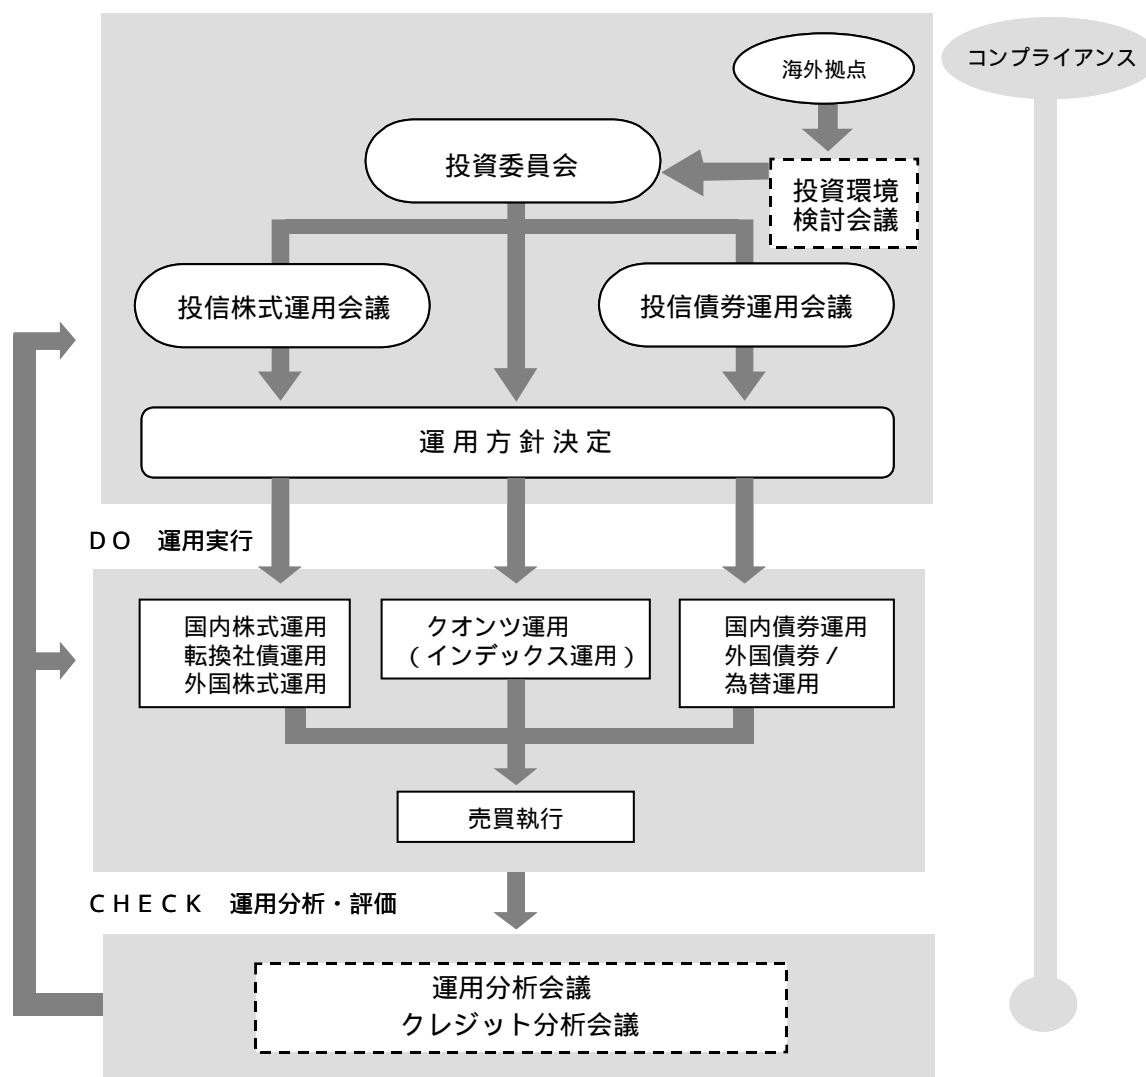 海外拠点
コンプライアンス
投資委員会
投資環境
検討会議
投信株式運用会議
投信債券運用会議
運用方針決定
DO 運用実行
国内株式運用
転換社債運用
外国株式運用
クオンツ運用
(インデックス運用)
国内債券運用
外国債券/
為替運用
売買執行
CHECK 運用分析・評価
運用分析会議
クレジット分析会議